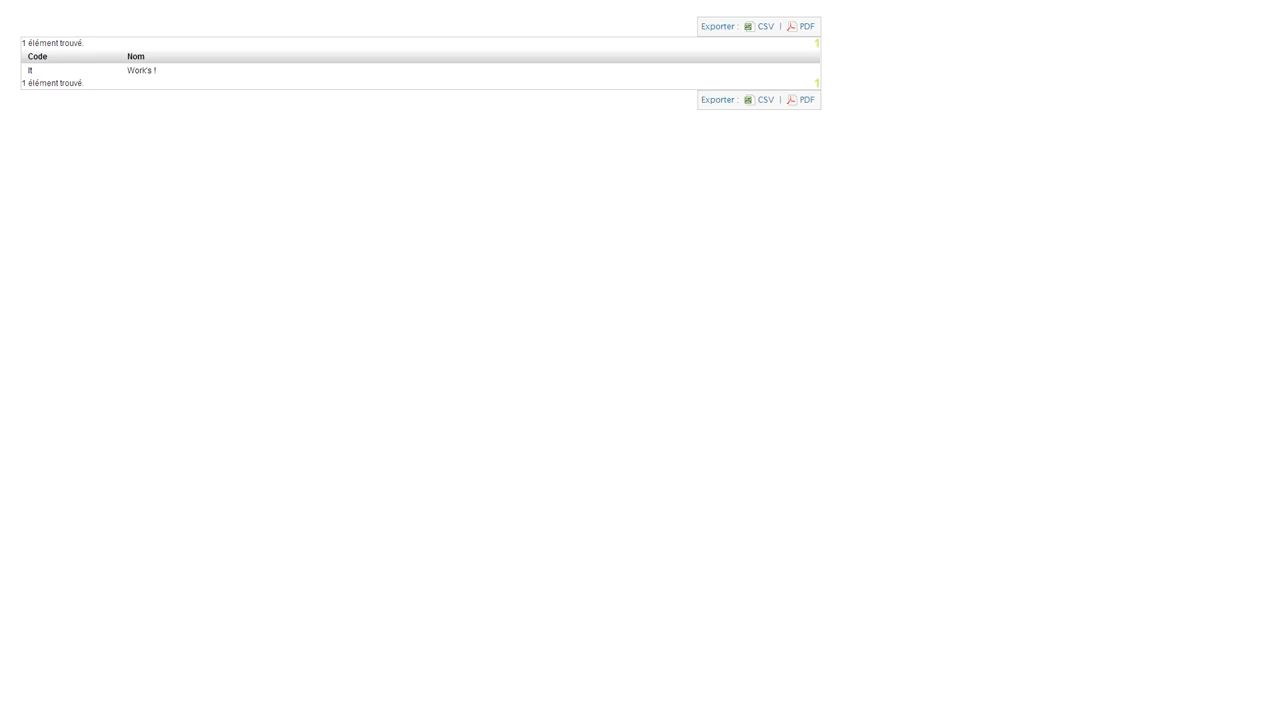 Exporter : CSV | PDF
1 élément trouvé. 1
Code Nom
It Work's !
1 élément trouvé. 1
Exporter : CSV | PDF